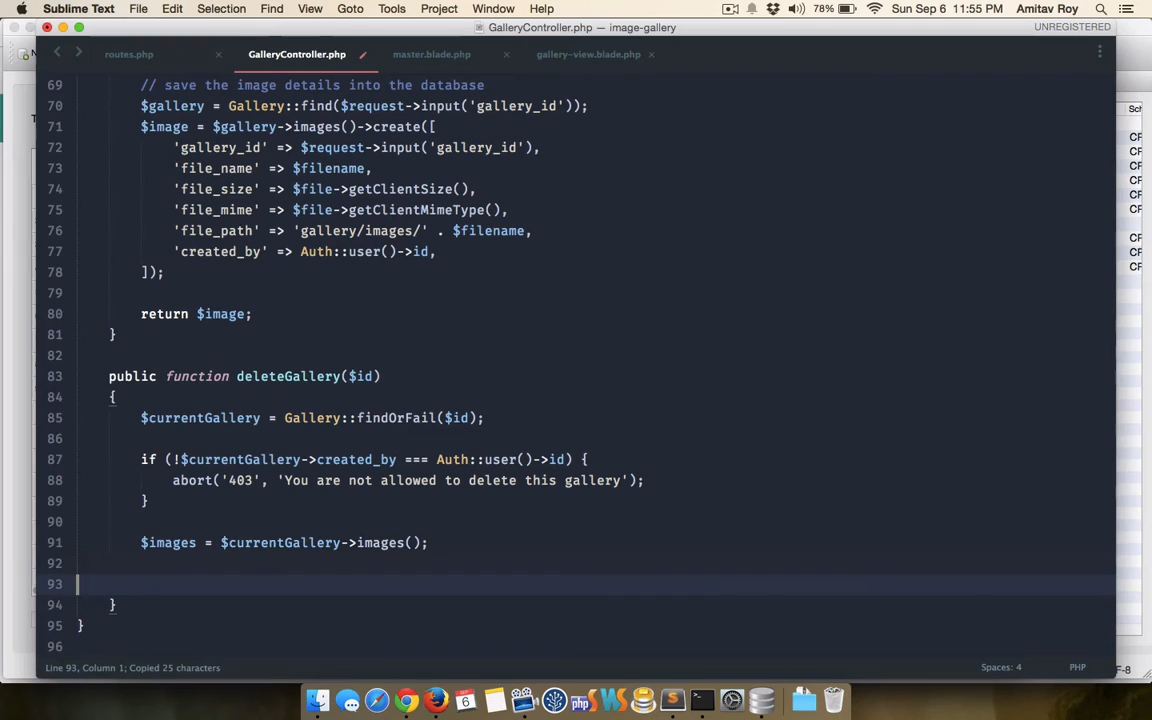 Sublime Text File Edit Selection Find View Goto Tools Project Window Help 78% Sun Sep 6 11:55 PM Amitav Roy
GalleryController.php — image-gallery UNREGISTERED
routes.php GalleryController.php master.blade.php gallery-view.blade.php
69 // save the image details into the database
70 $gallery = Gallery::find($request->input('gallery_id'));
71 $image = $gallery->images()->create([
72 'gallery_id' => $request->input('gallery_id'),
73 'file_name' => $filename,
74 'file_size' => $file->getClientSize(),
75 'file_mime' => $file->getClientMimeType(),
76 'file_path' => 'gallery/images/' . $filename,
77 'created_by' => Auth::user()->id,
78 ]);
79
80 return $image;
81 }
82
83 public function deleteGallery($id)
84 {
85 $currentGallery = Gallery::findOrFail($id);
86
87 if (!$currentGallery->created_by === Auth::user()->id) {
88 abort('403', 'You are not allowed to delete this gallery');
89 }
90
91 $images = $currentGallery->images();
92
93
94 }
95 }
96
Line 93, Column 1; Copied 25 characters Spaces: 4 PHP